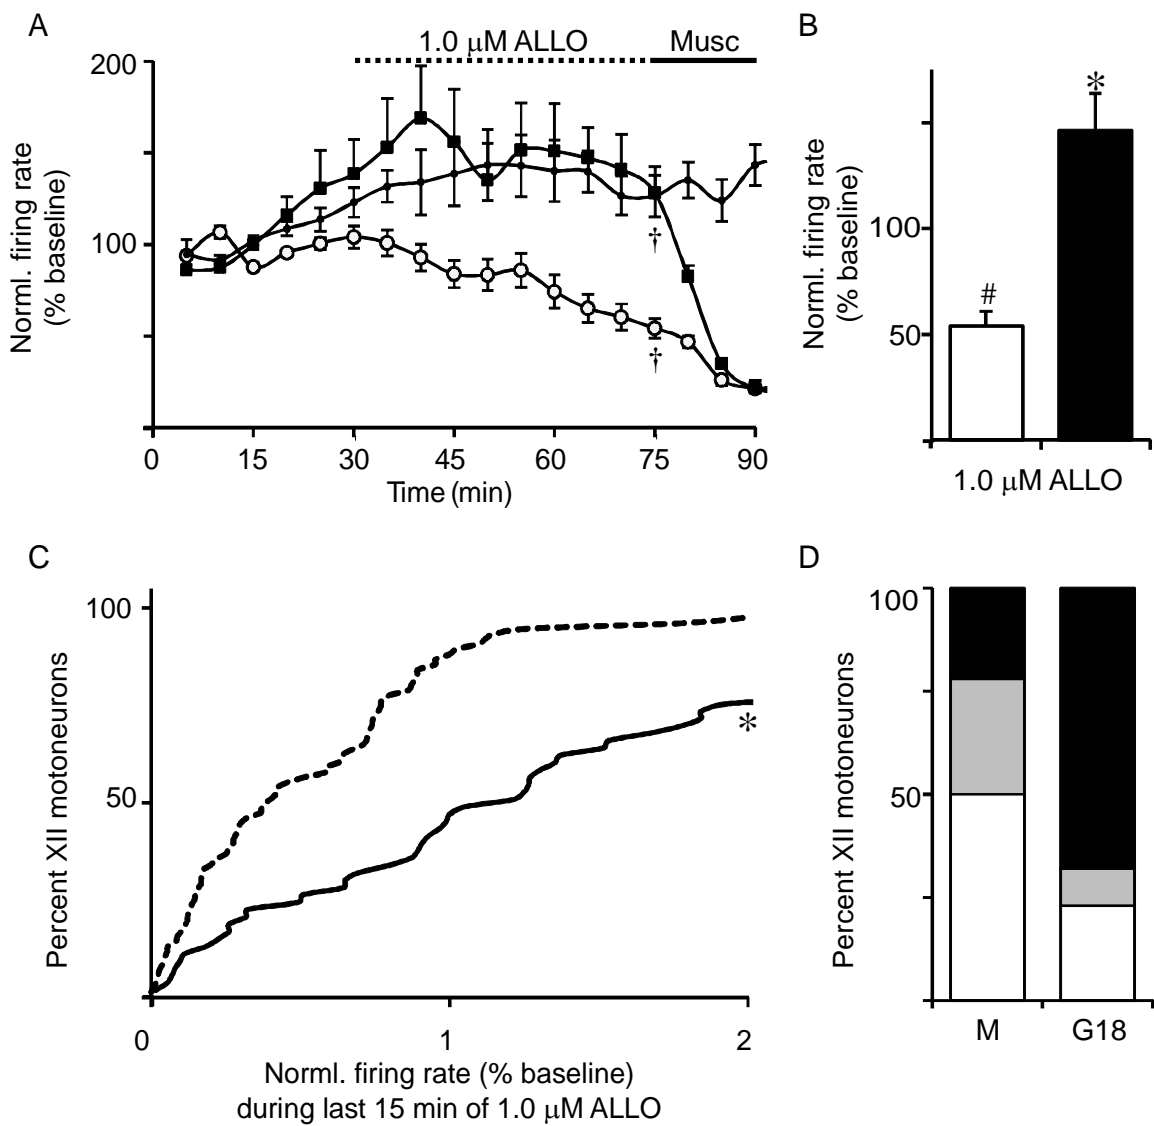 A
1.0 μM ALLO
Musc
200
100
Norml. firing rate
(% baseline)
†
†
0
15
30
45
60
75
90
Time (min)
B
*
#
100
50
Norml. firing rate
(% baseline)
1.0 μM ALLO
C
100
50
Percent XII motoneurons
*
0
1
2
Norml. firing rate (% baseline)
during last 15 min of 1.0 μM ALLO
D
100
50
Percent XII motoneurons
M
G18